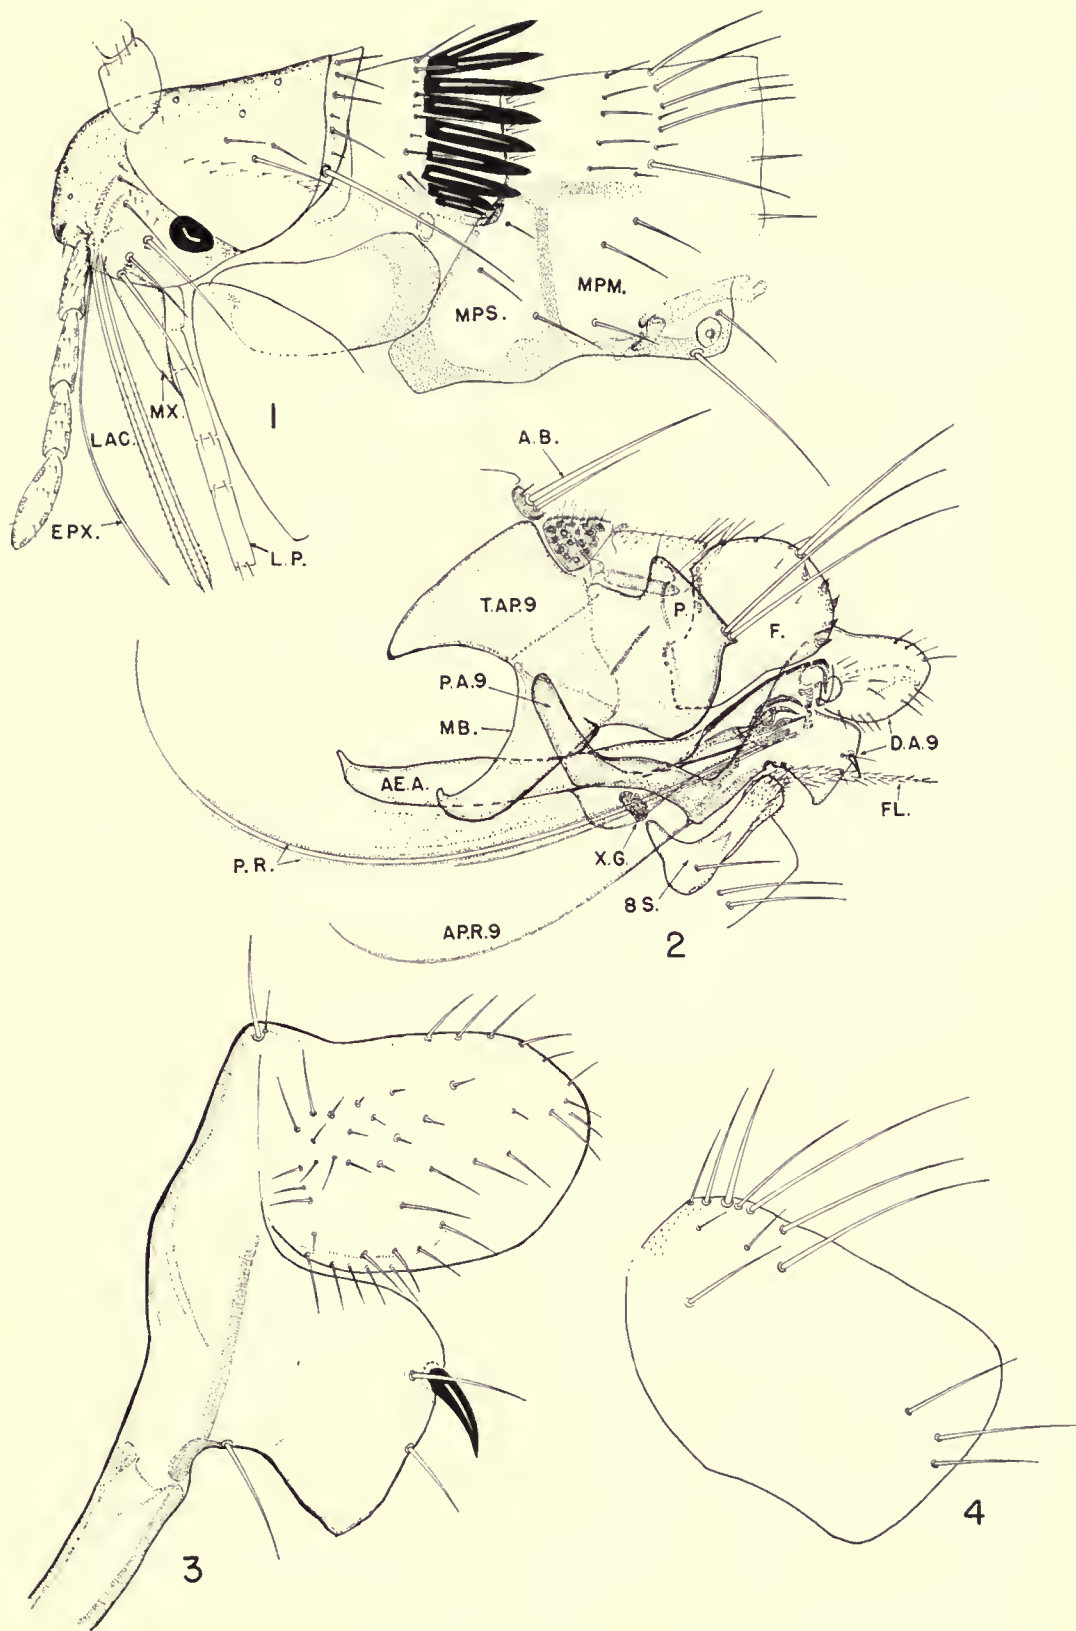 MPS.
MPM.
MX.
1
LAC.
EPX.
L.P.
A.B.
T.AP.9
P.
F.
P.A.9
MB.
D.A.9
AE.A.
FL.
P.R.
X.G.
8 S.
AP.R.9
2
3
4